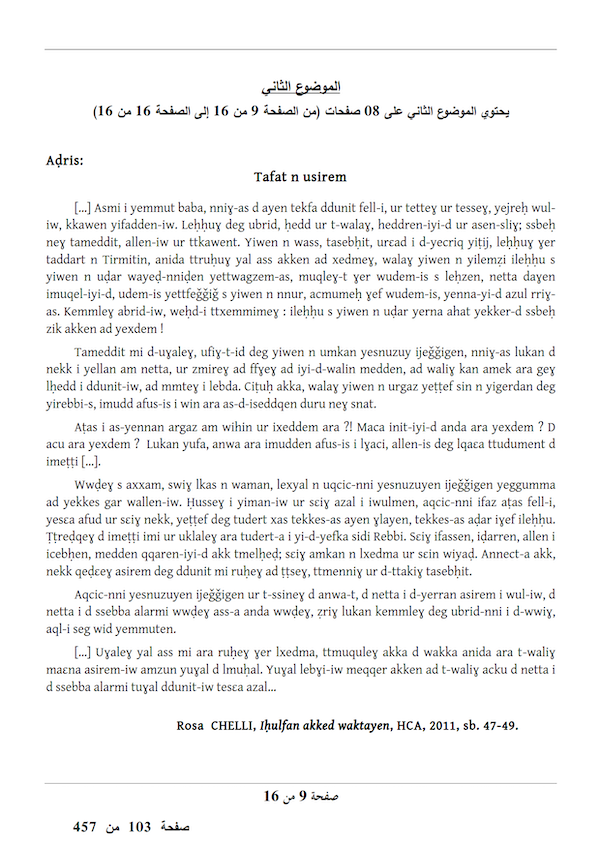 الموضوع الثاني
يحتوي الموضوع الثاني على 08 صفحات (من الصفحة 9 من 16 إلى الصفحة 16 من 16)
Aḍris:
Tafat n usirem
[...] Asmi i yemmut baba, nniɣ-as d ayen tekfa ddunit fell-i, ur tetteɣ ur tesseɣ, yejreḥ wul-
iw, kkawen yifadden-iw. Leḥḥuɣ deg ubrid, ḥedd ur t-walaɣ, heddren-iyi-d ur asen-sliɣ; ssbeḥ
neɣ tameddit, allen-iw ur ttkawent. Yiwen n wass, tasebḥit, urɛad i d-yecriq yiṭij, leḥḥuɣ ɣer
taddart n Tirmitin, anida ttruḥuɣ yal ass akken ad xedmeɣ, walaɣ yiwen n yilemẓi ileḥḥu s
yiwen n uḍar wayeḍ-nniḍen yettwagzem-as, muqleɣ-t ɣer wudem-is s leḥzen, netta daɣen
imuqel-iyi-d, udem-is yettfeǧǧiǧ s yiwen n nnur, acmumeḥ ɣef wudem-is, yenna-yi-d azul rriɣ-
as. Kemmleɣ abrid-iw, weḥd-i ttxemmimeɣ : ileḥḥu s yiwen n uḍar yerna ahat yekker-d ssbeḥ
zik akken ad yexdem !
Tameddit mi d-uɣaleɣ, ufiɣ-t-id deg yiwen n umkan yesnuzuy ijeǧǧigen, nniɣ-as lukan d
nekk i yellan am netta, ur zmireɣ ad ffɣeɣ ad iyi-d-walin medden, ad waliɣ kan amek ara geɣ
lḥedd i ddunit-iw, ad mmteɣ i lebda. Ciṭuḥ akka, walaɣ yiwen n urgaz yeṭṭef sin n yigerdan deg
yirebbi-s, imudd afus-is i win ara as-d-iseddqen duru neɣ snat.
Aṭas i as-yennan argaz am wihin ur ixeddem ara ?! Maca init-iyi-d anda ara yexdem ? D
acu ara yexdem ? Lukan yufa, anwa ara imudden afus-is i lɣaci, allen-is deg lqaɛa ttudument d
imeṭṭi [...].
Wwḍeɣ s axxam, swiɣ lkas n waman, lexyal n uqcic-nni yesnuzuyen ijeǧǧigen yeggumma
ad yekkes gar wallen-iw. Ḥusseɣ i yiman-iw ur sɛiɣ azal i iwulmen, aqcic-nni ifaz aṭas fell-i,
yesɛa afud ur sɛiɣ nekk, yeṭṭef deg tudert xas tekkes-as ayen ɣlayen, tekkes-as aḍar iɣef ileḥḥu.
Ṭṭreḍqeɣ d imeṭṭi imi ur uklaleɣ ara tudert-a i yi-d-yefka sidi Rebbi. Sɛiɣ ifassen, iḍarren, allen i
icebḥen, medden qqaren-iyi-d akk tmelḥeḍ; sɛiɣ amkan n lxedma ur sɛin wiyaḍ. Annect-a akk,
nekk qeḍɛeɣ asirem deg ddunit mi ruḥeɣ ad ṭṭseɣ, ttmenniɣ ur d-ttakiɣ tasebḥit.
Aqcic-nni yesnuzuyen ijeǧǧigen ur t-ssineɣ d anwa-t, d netta i d-yerran asirem i wul-iw, d
netta i d ssebba alarmi wwḍeɣ ass-a anda wwḍeɣ, ẓriɣ lukan kemmleɣ deg ubrid-nni i d-wwiɣ,
aql-i seg wid yemmuten.
[...] Uɣaleɣ yal ass mi ara ruḥeɣ ɣer lxedma, ttmuquleɣ akka d wakka anida ara t-waliɣ
maɛna asirem-iw amzun yuɣal d lmuḥal. Yuɣal lebɣi-iw meqqer akken ad t-waliɣ acku d netta i
d ssebba alarmi tuɣal ddunit-iw tesɛa azal...
Rosa CHELLI, Iḥulfan akked waktayen, HCA, 2011, sb. 47-49.
صفحة 9 من 16
صفحة 103 من 457